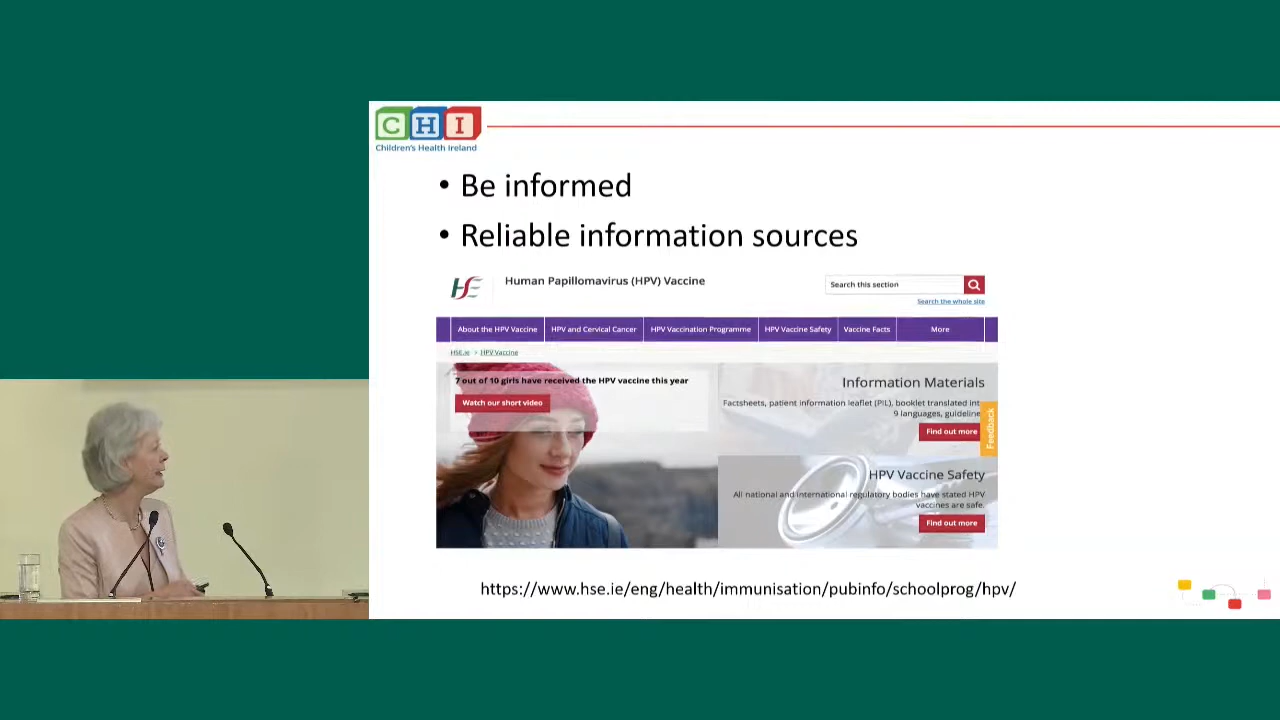 CHI
Children's Health Ireland
• Be informed
• Reliable information sources
HSE
Human Papillomavirus (HPV) Vaccine
Search this section
Search the whole site
About the HPV Vaccine
HPV and Cervical Cancer
HPV Vaccination Programme
HPV Vaccine Safety
Vaccine Facts
More
HSE.ie > HPV Vaccine
7 out of 10 girls have received the HPV vaccine this year
Watch our short video
Information Materials
Factsheets, patient information leaflet (PIL), booklet translated int
9 languages, guideline
Find out more
Feedback
HPV Vaccine Safety
All national and international regulatory bodies have stated HPV
vaccines are safe.
Find out more
https://www.hse.ie/eng/health/immunisation/pubinfo/schoolprog/hpv/